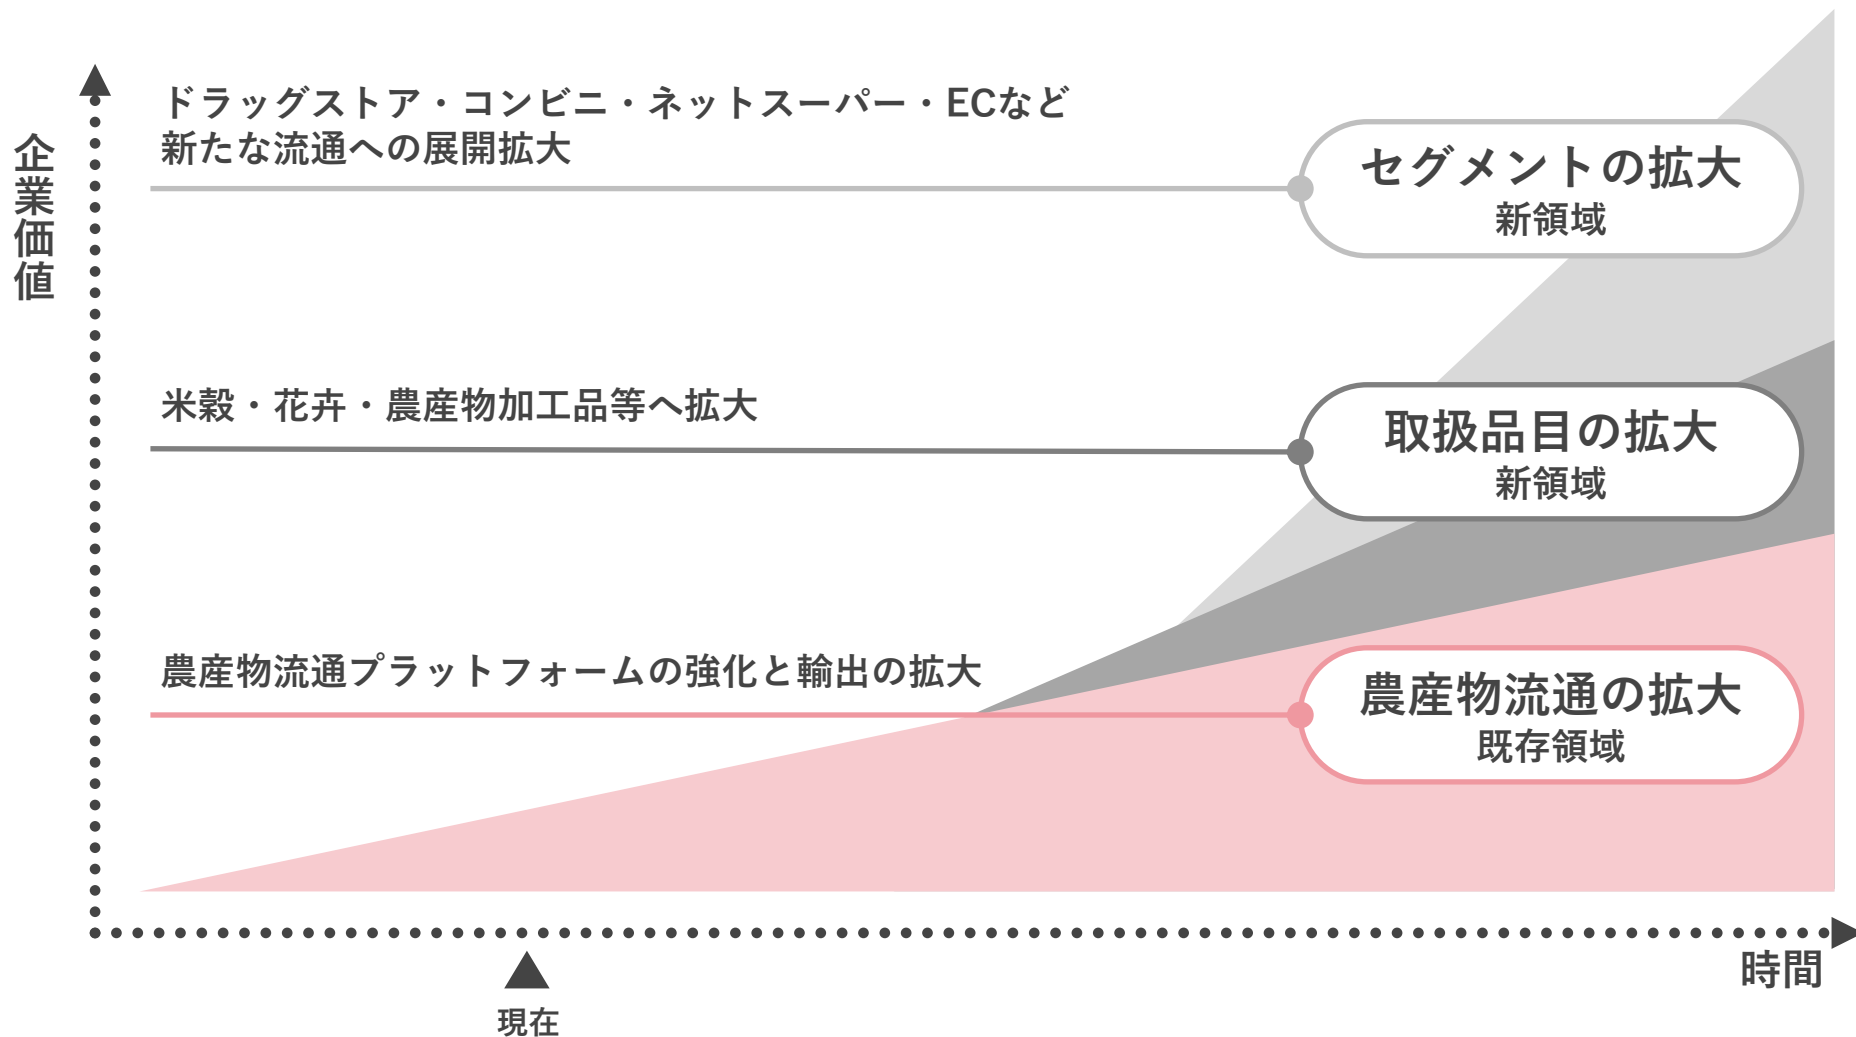 企業価値
ドラッグストア・コンビニ・ネットスーパー・ECなど
新たな流通への展開拡大
セグメントの拡大
新領域
米穀・花卉・農産物加工品等へ拡大
取扱品目の拡大
新領域
農産物流通プラットフォームの強化と輸出の拡大
農産物流通の拡大
既存領域
時間
現在